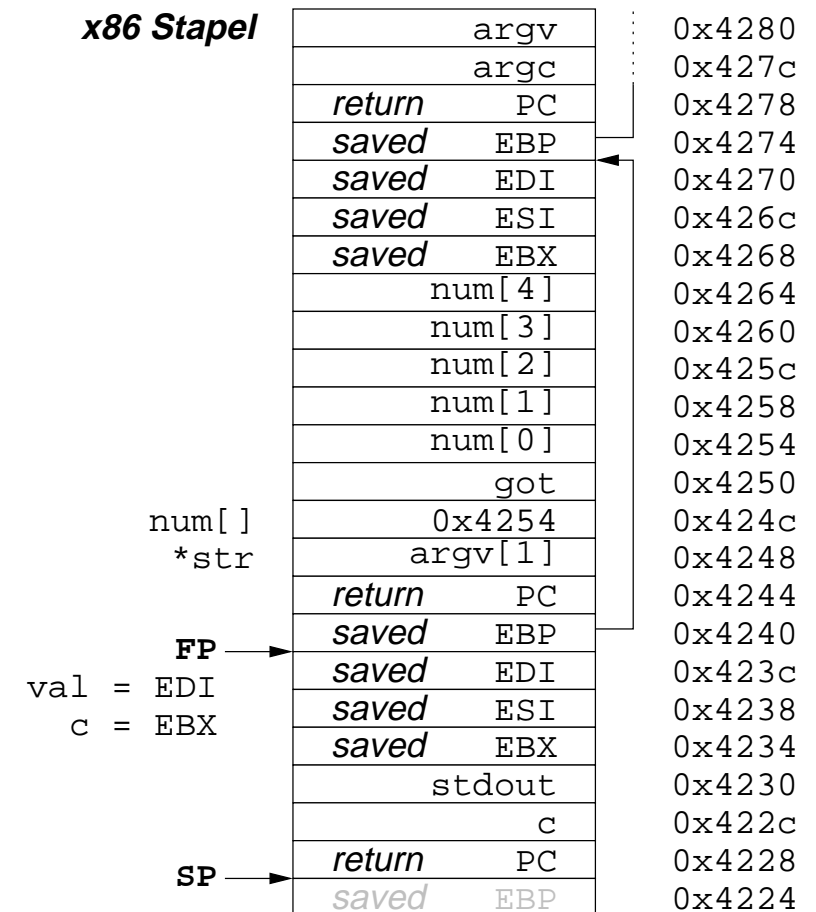 x86 Stapel argv 0x4280
argc 0x427c
return PC 0x4278
saved EBP 0x4274
saved EDI 0x4270
saved ESI 0x426c
saved EBX 0x4268
num[4] 0x4264
num[3] 0x4260
num[2] 0x425c
num[1] 0x4258
num[0] 0x4254
got 0x4250
num[] 0x4254 0x424c
*str argv[1] 0x4248
return PC 0x4244
saved EBP 0x4240
FP
saved EDI 0x423c
val = EDI
saved ESI 0x4238
c = EBX
saved EBX 0x4234
stdout 0x4230
c 0x422c
return PC 0x4228
SP
saved EBP 0x4224